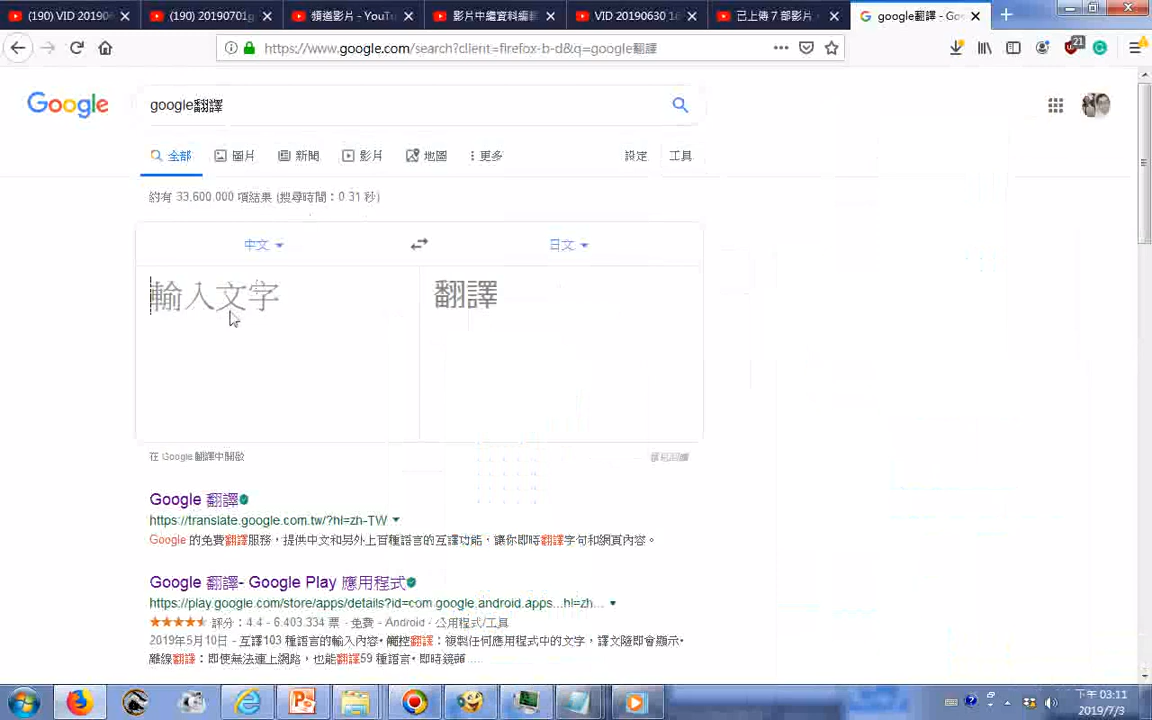 (190) VID 20190
(190) 20190701g
頻道影片 - YouTu
影片中繼資料編輯
VID 20190630 1
已上傳 7 部影片
google翻譯 - Goo
https://www.google.com/search?client=firefox-b-d&q=google翻譯
21
Google
google翻譯
全部
圖片
新聞
影片
地圖
更多
設定
工具
約有 33,600,000 項結果 (搜尋時間：0.31 秒)
中文
日文
輸入文字
翻譯
在 Google 翻譯中開啟
Google 翻譯
https://translate.google.com.tw/?hl=zh-TW
Google 的免費翻譯服務，提供中文和另外上百種語言的互譯功能，讓你即時翻譯字句和網頁內容。
Google 翻譯- Google Play 應用程式
https://play.google.com/store/apps/details?id=com.google.android.apps...hl=zh...
評分：4.4 - 6,403,334 票 - 免費 - Android - 公用程式/工具
2019年5月10日 - 互譯103 種語言的輸入內容• 觸控翻譯：複製任何應用程式中的文字，譯文隨即會顯示•
離線翻譯：即使無法連上網路，也能翻譯59 種語言• 即時鏡頭 ....
下午 03:11
2019/7/3